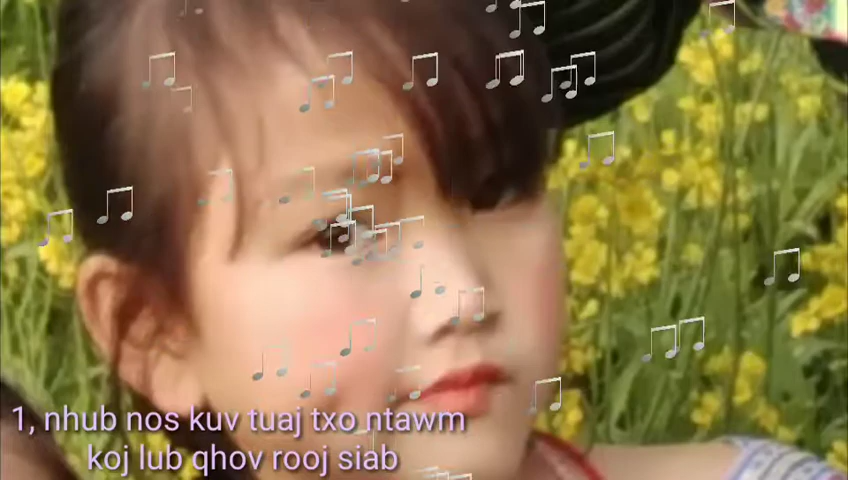 1, nhub nos kuv tuaj txo ntawm
koj lub qhov rooj siab